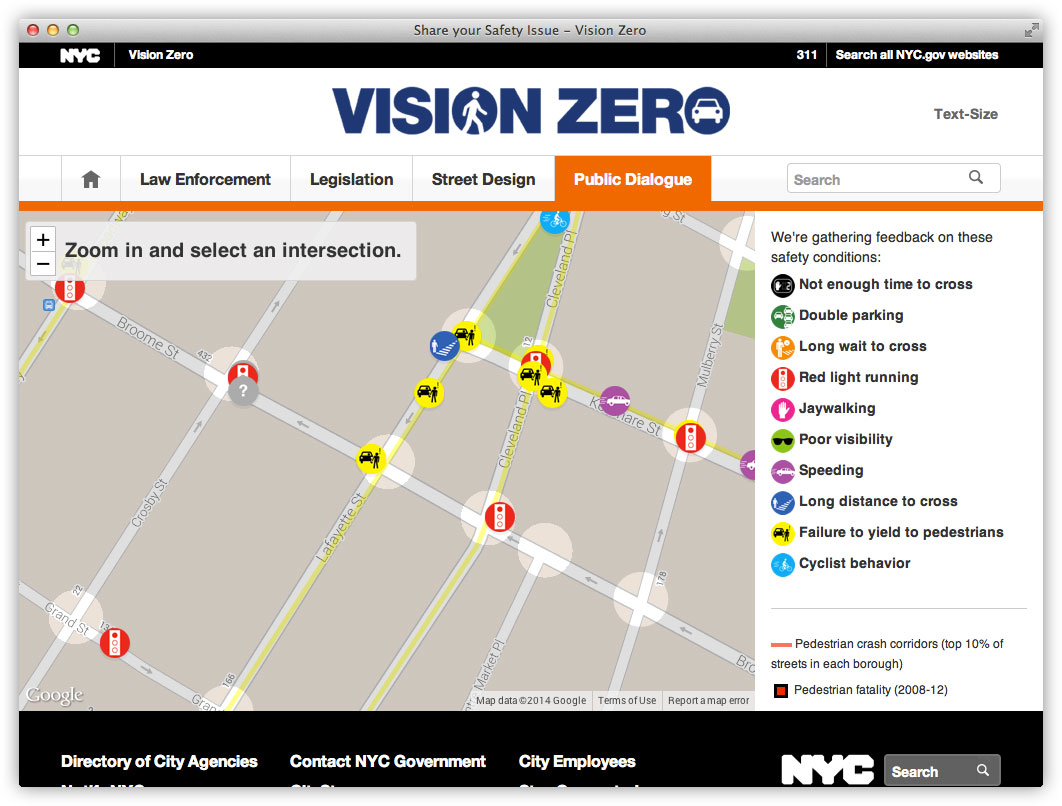 Share your Safety Issue – Vision Zero
NYC Vision Zero 311 Search all NYC.gov websites
VISION ZERO
Text-Size
Law Enforcement Legislation Street Design Public Dialogue Search
+ Zoom in and select an intersection.
−
We're gathering feedback on these
safety conditions:
Not enough time to cross
Double parking
Long wait to cross
Red light running
Jaywalking
Poor visibility
Speeding
Long distance to cross
Failure to yield to pedestrians
Cyclist behavior
Pedestrian crash corridors (top 10% of
streets in each borough)
Pedestrian fatality (2008-12)
Broome St
432
?
Cleveland Pl
12
Mulberry St
Cleveland Pl
Crosby St
Lafayette St
22
Grand St
13
166
178
Market Pl
Google
Map data ©2014 Google Terms of Use Report a map error
Directory of City Agencies Contact NYC Government City Employees
NYC Search